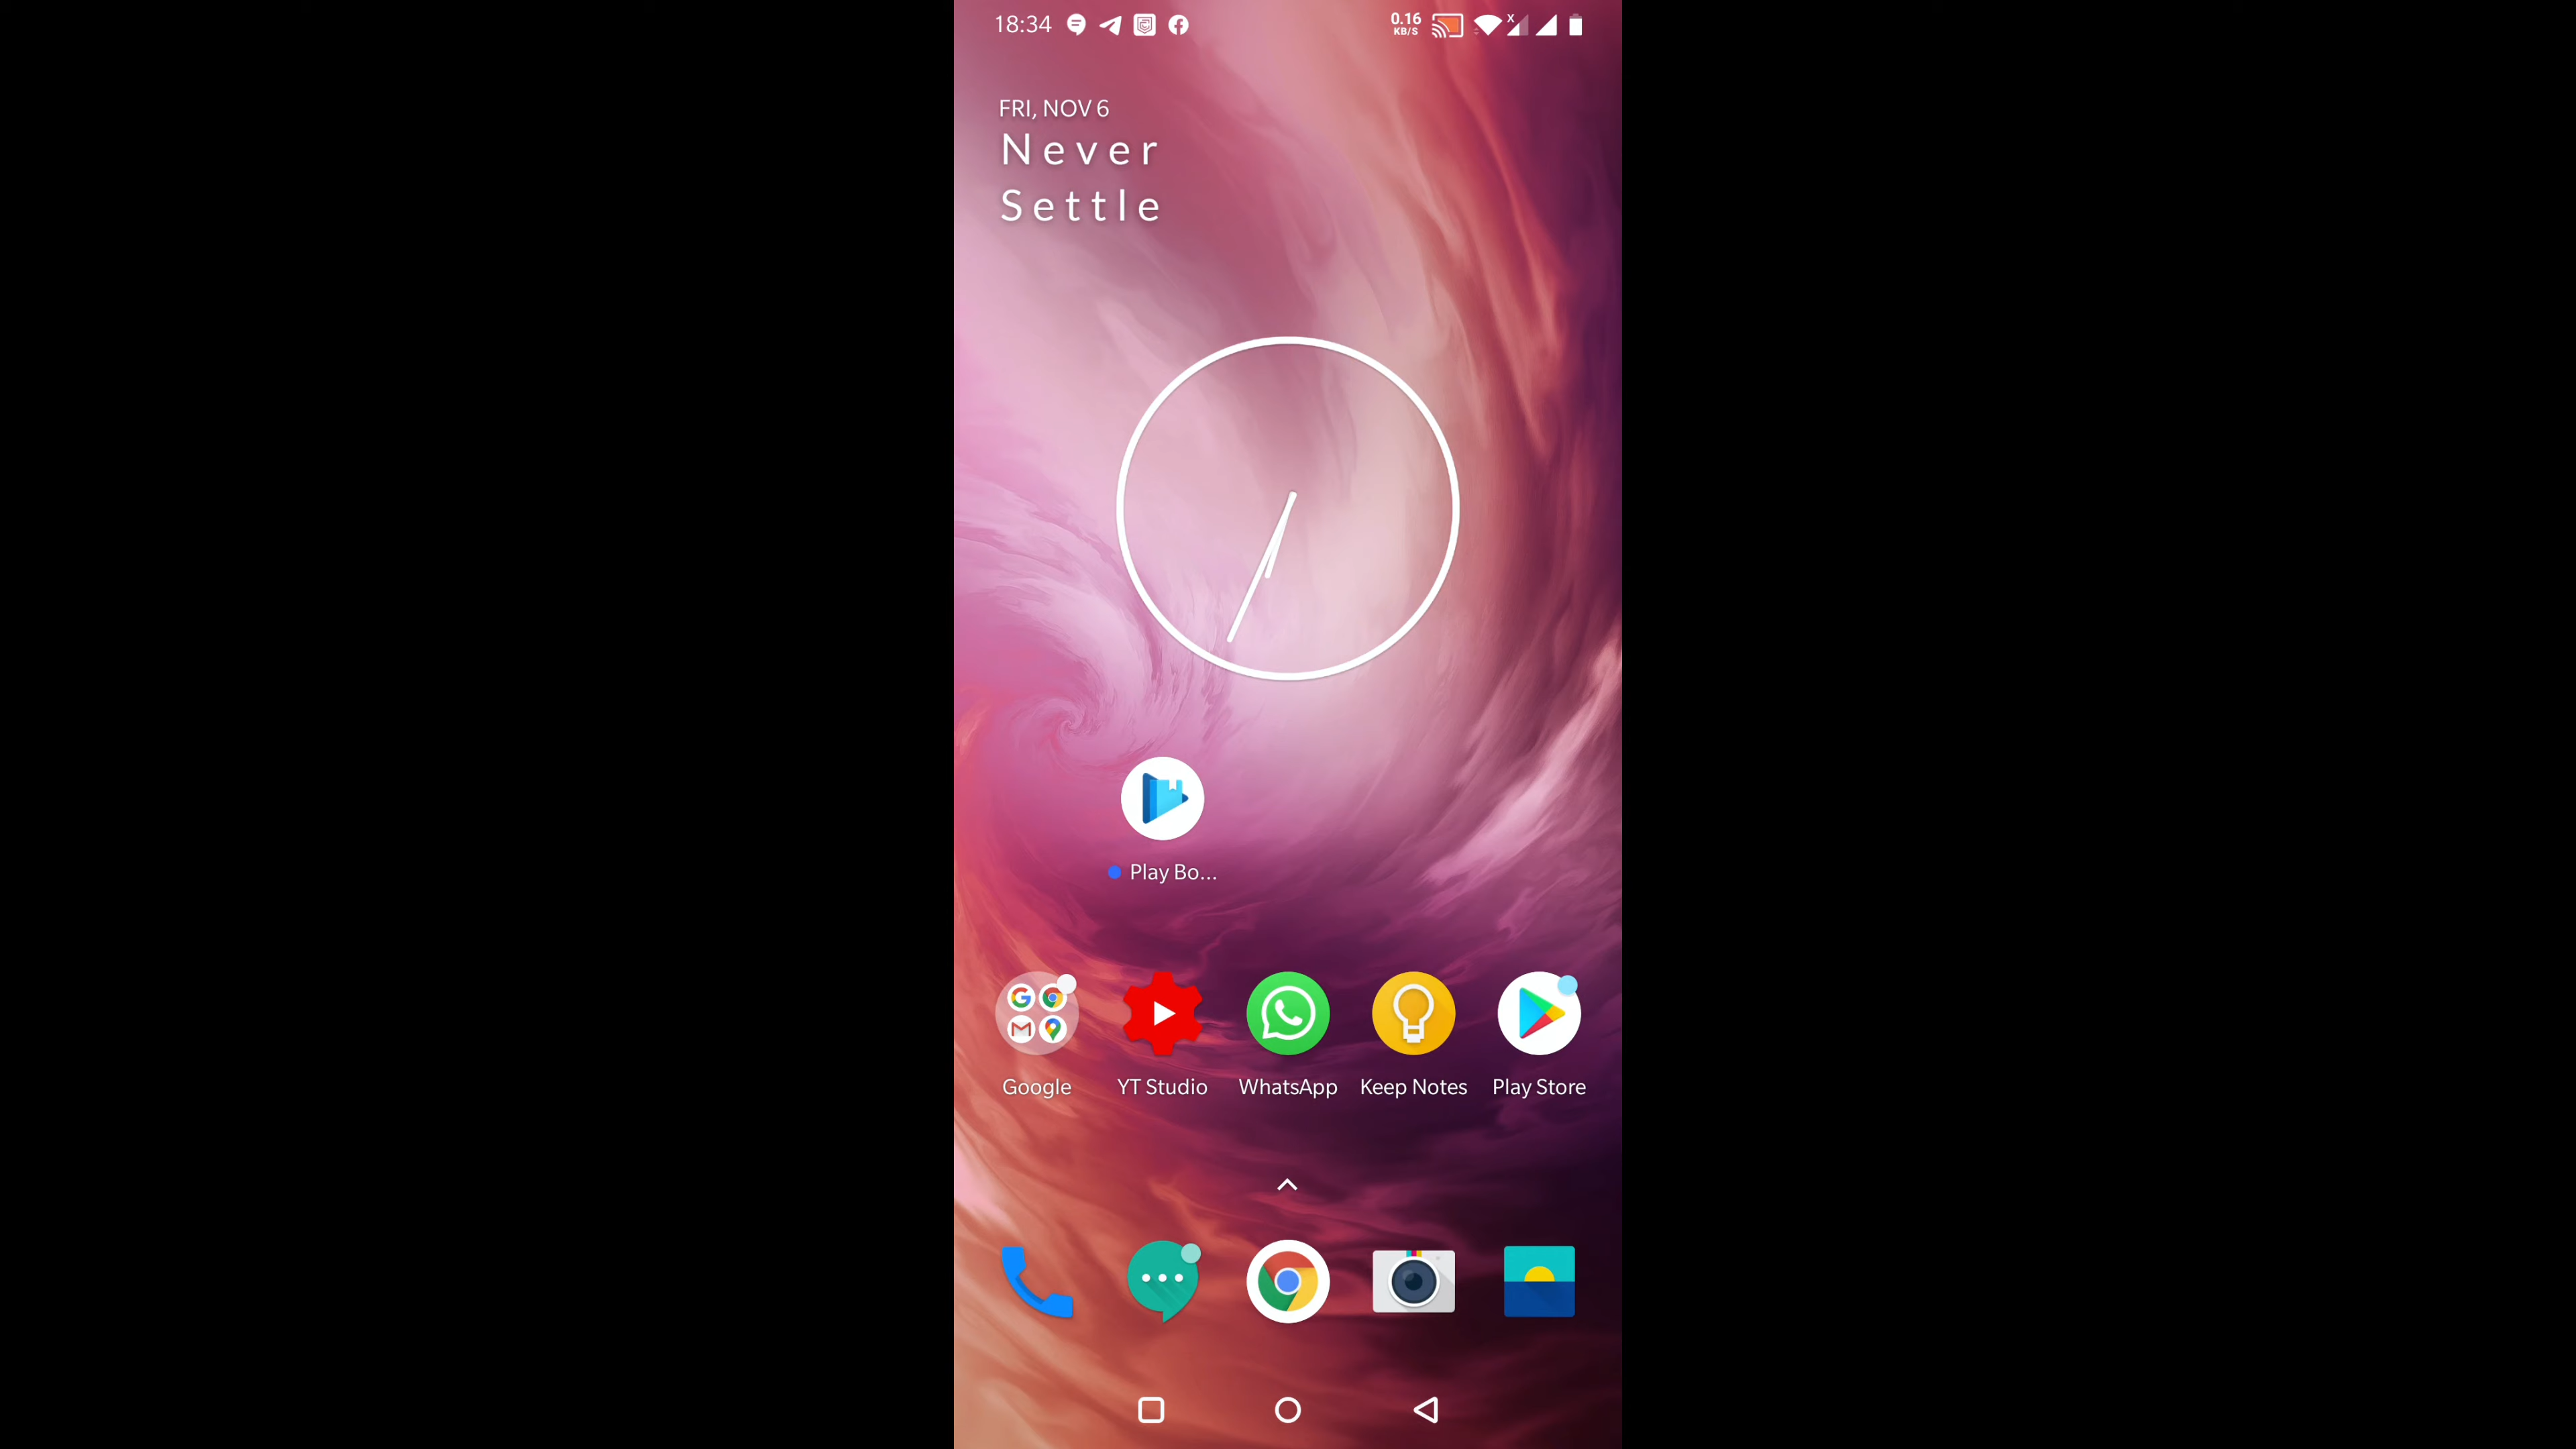 18:34
0.16
KB/S
X
FRI, NOV 6
Never
Settle
Play Bo...
Google
YT Studio
WhatsApp
Keep Notes
Play Store